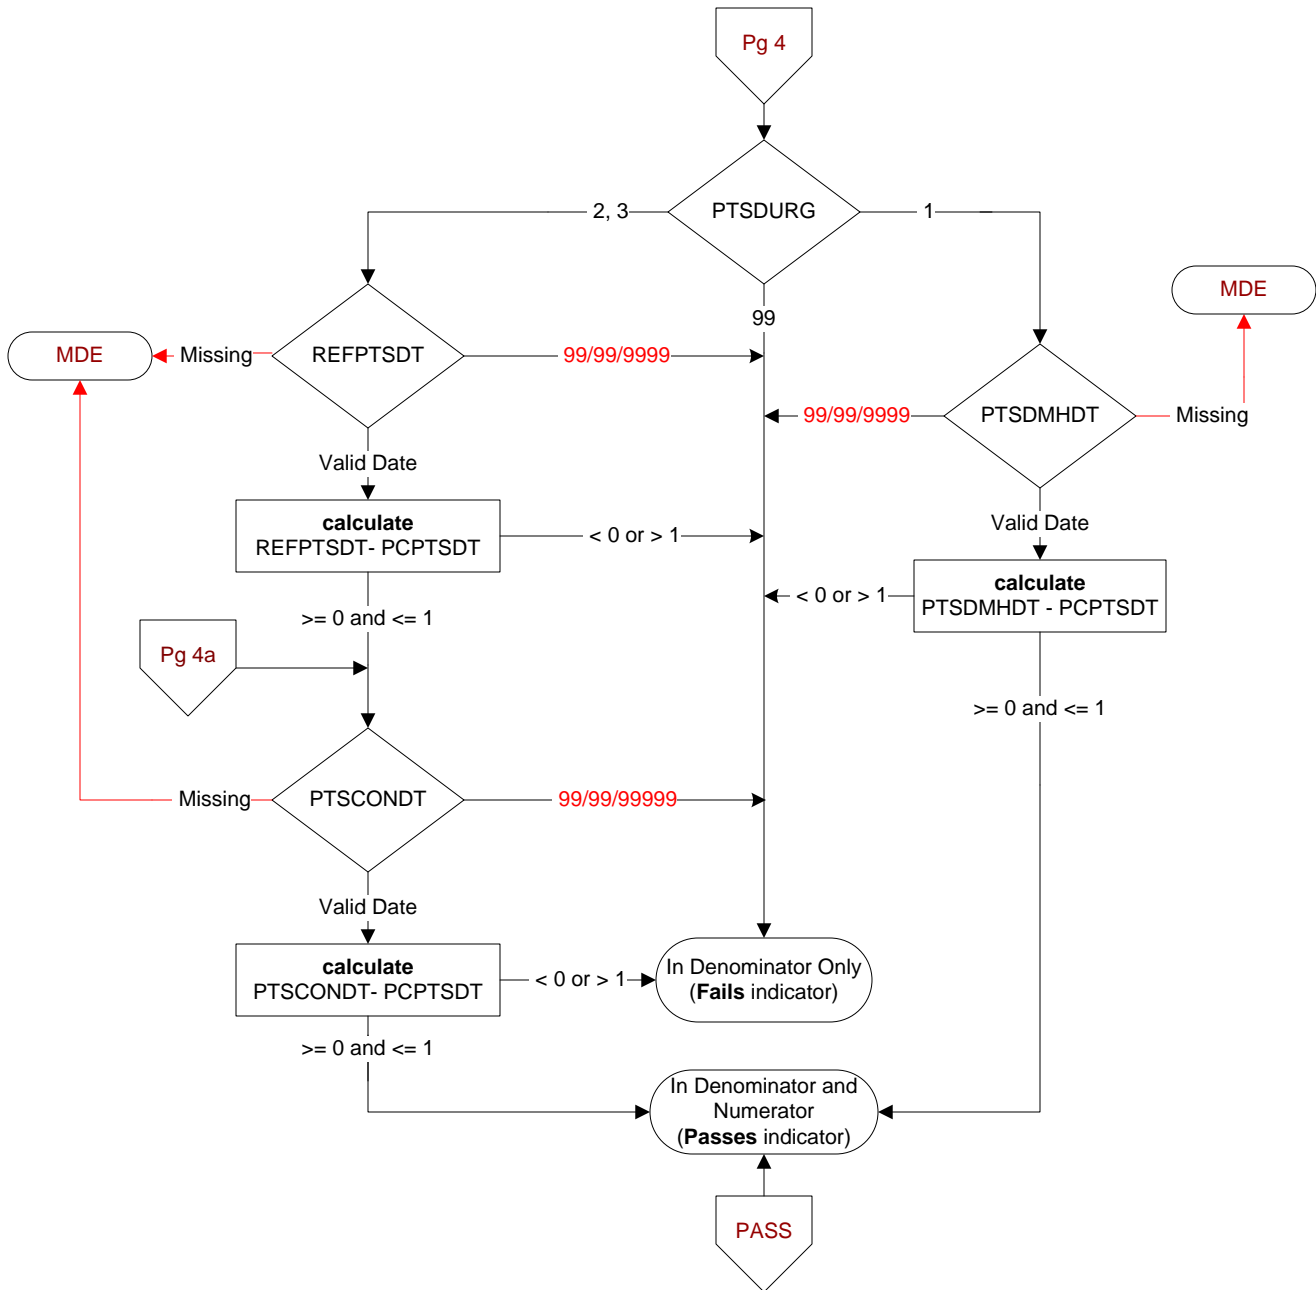 Pg 4
PTSDURG
2, 3
1
99
MDE
REFPTSDT
MDE
Missing
99/99/9999
PTSDMHDT
99/99/9999
Missing
Valid Date
Valid Date
calculate
REFPTSDT- PCPTSDT
< 0 or > 1
calculate
PTSDMHDT - PCPTSDT
< 0 or > 1
>= 0 and <= 1
Pg 4a
>= 0 and <= 1
PTSCONDT
Missing
99/99/99999
Valid Date
calculate
PTSCONDT- PCPTSDT
< 0 or > 1
In Denominator Only
(Fails indicator)
>= 0 and <= 1
In Denominator and
Numerator
(Passes indicator)
PASS